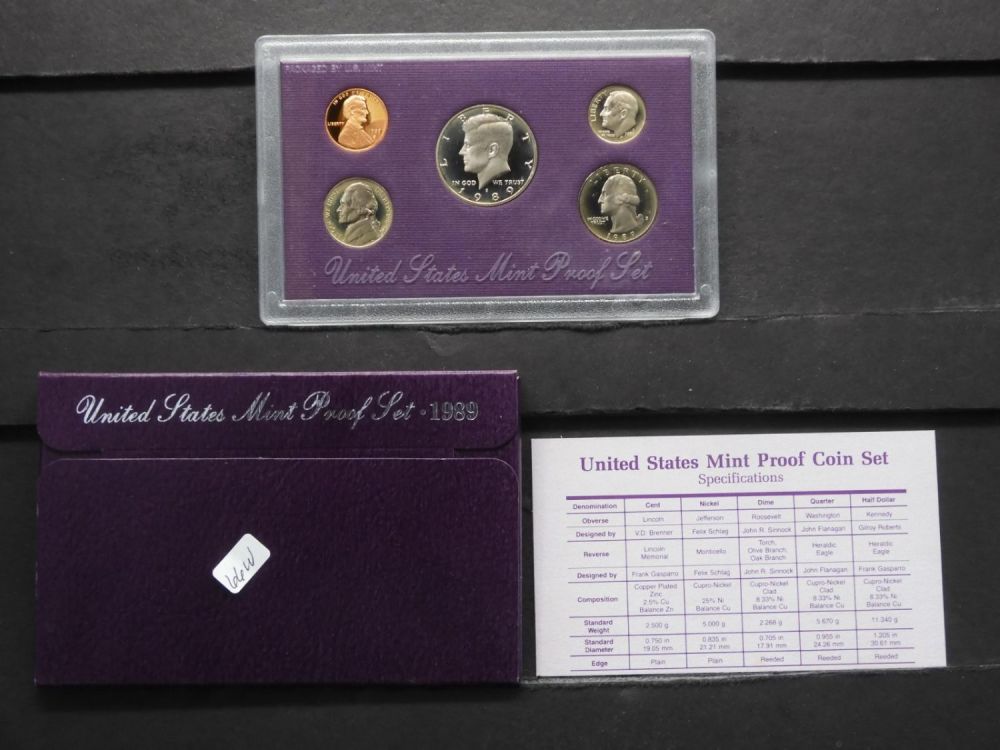 PACKAGED BY U.S. MINT
IN GOD WE TRUST
LIBERTY
1989
S
LIBERTY
IN GOD WE TRUST
S
1989
LIBERTY
LIBERTY
IN GOD WE
TRUST
1989
United States Mint Proof Set
United States Mint Proof Set · 1989
United States Mint Proof Coin Set
Specifications
Denomination Cent Nickel Dime Quarter Half Dollar
Obverse Lincoln Jefferson Roosevelt Washington Kennedy
Designed by V.D. Brenner Felix Schlag John R. Sinnock John Flanagan Gilroy Roberts
Reverse Lincoln Memorial Monticello Torch, Olive Branch, Oak Branch Heraldic Eagle Heraldic Eagle
Designed by Frank Gasparro Felix Schlag John R. Sinnock John Flanagan Frank Gasparro
Composition Copper Plated Zinc 2.5% Cu Balance Zn Cupro-Nickel 25% Ni Balance Cu Cupro-Nickel Clad 8.33% Ni Balance Cu Cupro-Nickel Clad 8.33% Ni Balance Cu Cupro-Nickel Clad 8.33% Ni Balance Cu
Standard Weight 2.500 g 5.000 g 2.268 g 5.670 g 11.340 g
Standard Diameter 0.750 in 19.05 mm 0.835 in 21.21 mm 0.705 in 17.91 mm 0.955 in 24.26 mm 1.205 in 30.61 mm
Edge Plain Plain Reeded Reeded Reeded